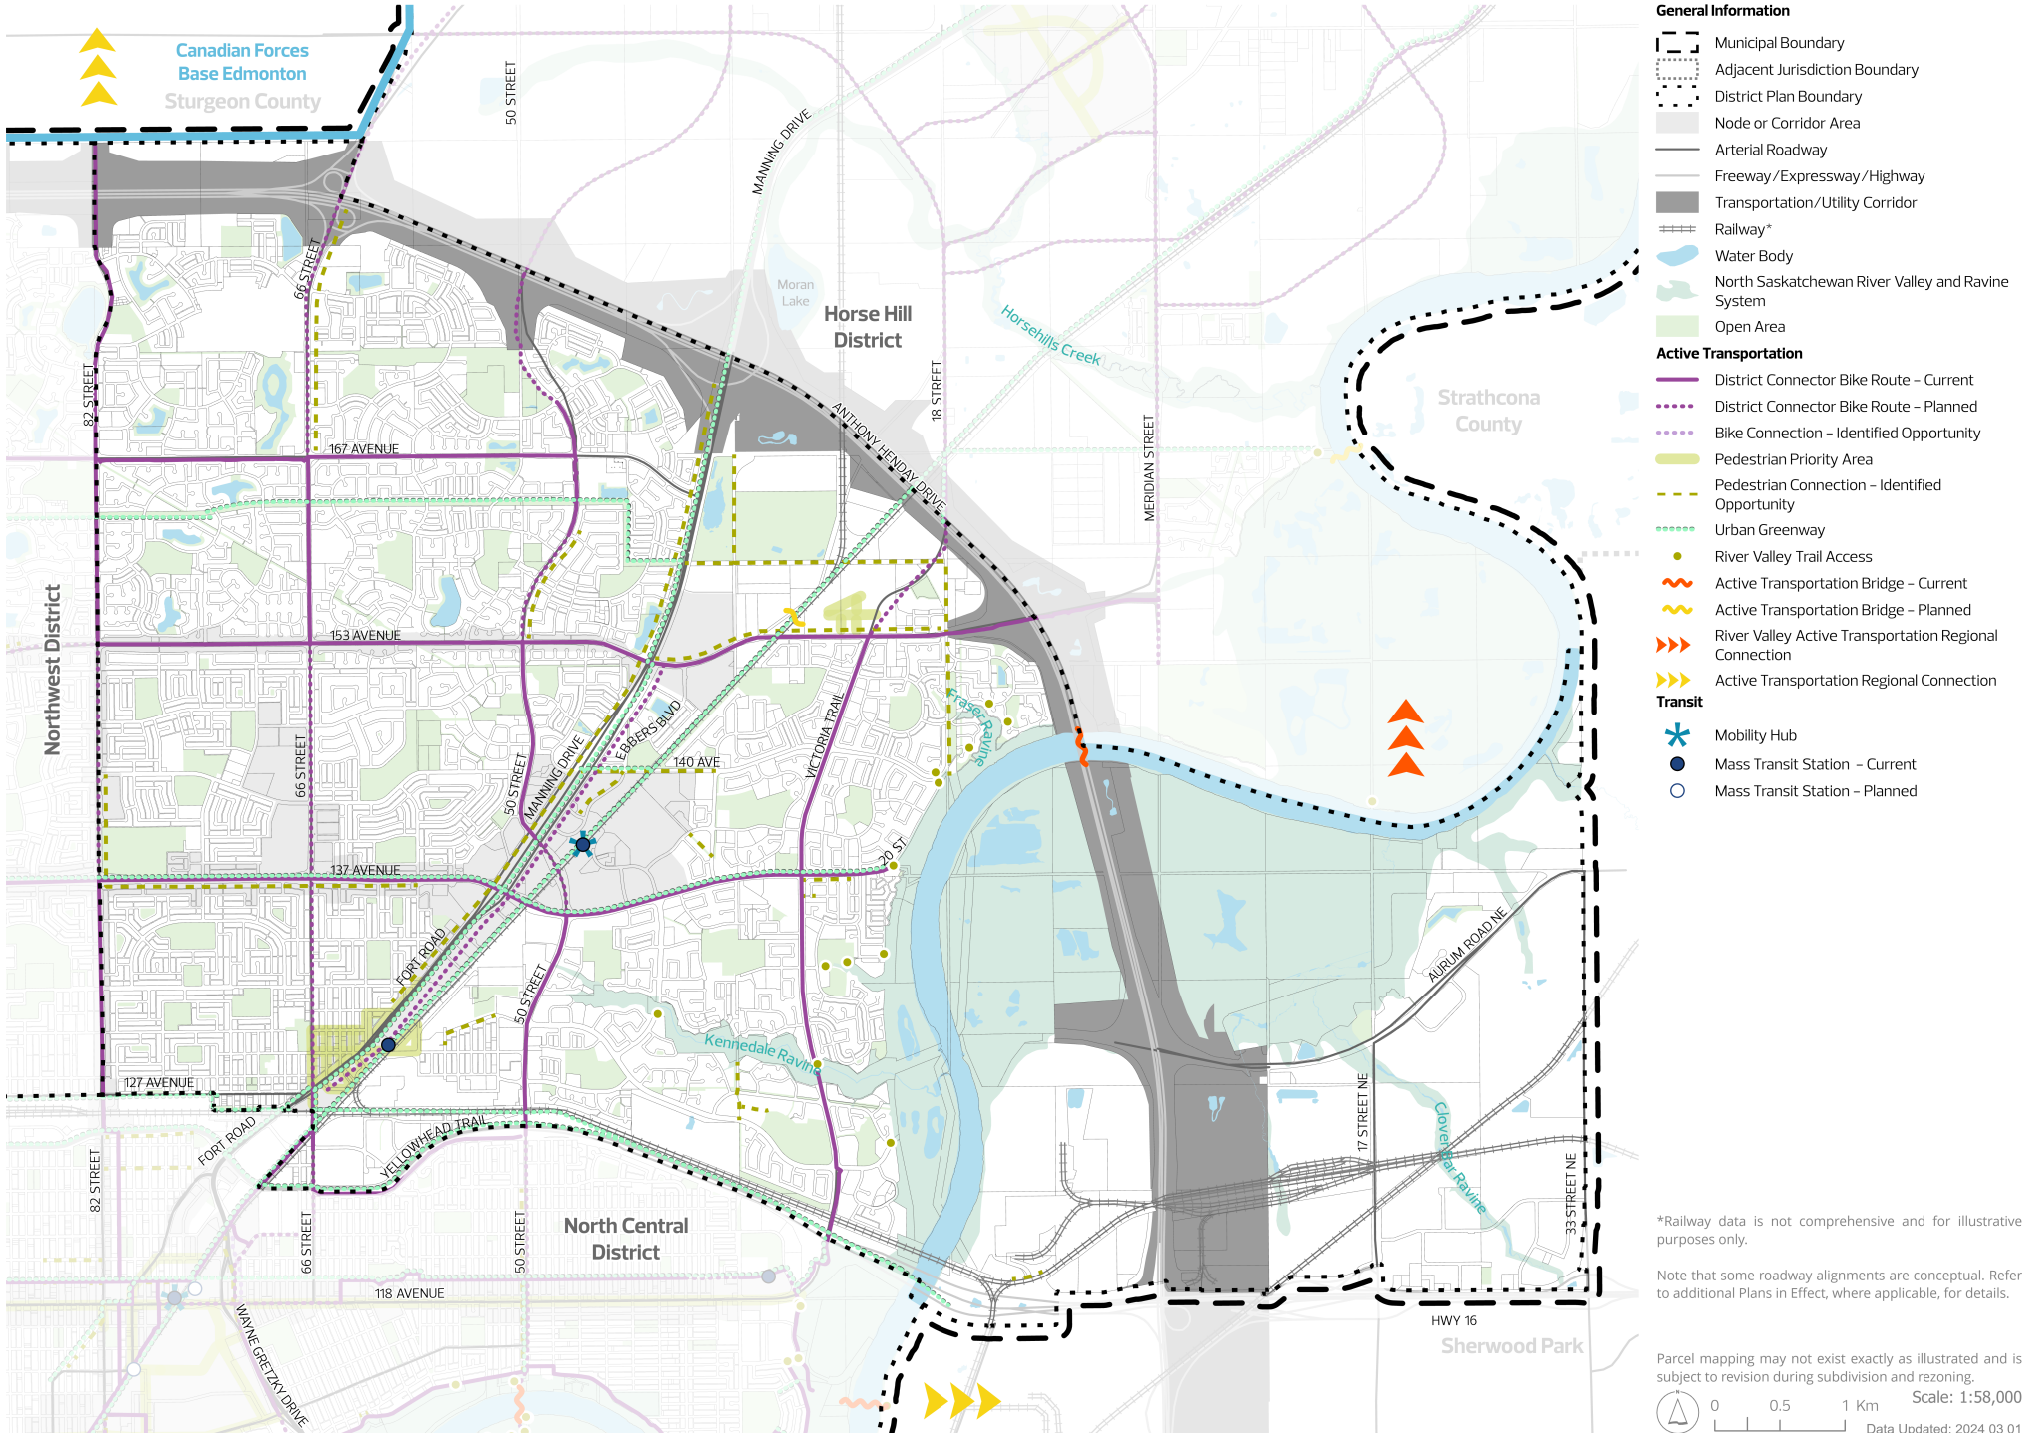 Canadian Forces
Base Edmonton
Sturgeon County
50 STREET
MANNING DRIVE
66 STREET
Moran
Lake
Horse Hill
District
Horsehills Creek
82 STREET
18 STREET
ANTHONY HENDAY DRIVE
MERIDIAN STREET
Strathcona
County
167 AVENUE
Northwest District
153 AVENUE
EBBERS BLVD
VICTORIA TRAIL
Fraser Ravine
66 STREET
50 STREET
MANNING DRIVE
140 AVE
137 AVENUE
20 ST
FORT ROAD
50 STREET
AURUM ROAD NE
Kennedale Ravine
127 AVENUE
FORT ROAD
YELLOWHEAD TRAIL
17 STREET NE
Clover Bar Ravine
33 STREET NE
82 STREET
66 STREET
50 STREET
North Central
District
118 AVENUE
WAYNE GRETZKY DRIVE
HWY 16
Sherwood Park
General Information
Municipal Boundary
Adjacent Jurisdiction Boundary
District Plan Boundary
Node or Corridor Area
Arterial Roadway
Freeway/Expressway/Highway
Transportation/Utility Corridor
Railway*
Water Body
North Saskatchewan River Valley and Ravine
System
Open Area
Active Transportation
District Connector Bike Route – Current
District Connector Bike Route – Planned
Bike Connection – Identified Opportunity
Pedestrian Priority Area
Pedestrian Connection – Identified
Opportunity
Urban Greenway
River Valley Trail Access
Active Transportation Bridge – Current
Active Transportation Bridge – Planned
River Valley Active Transportation Regional
Connection
Active Transportation Regional Connection
Transit
Mobility Hub
Mass Transit Station – Current
Mass Transit Station – Planned
*Railway data is not comprehensive and for illustrative
purposes only.
Note that some roadway alignments are conceptual. Refer
to additional Plans in Effect, where applicable, for details.
Parcel mapping may not exist exactly as illustrated and is
subject to revision during subdivision and rezoning.
Scale: 1:58,000
N
0 0.5 1 Km
Data Updated: 2024 03 01